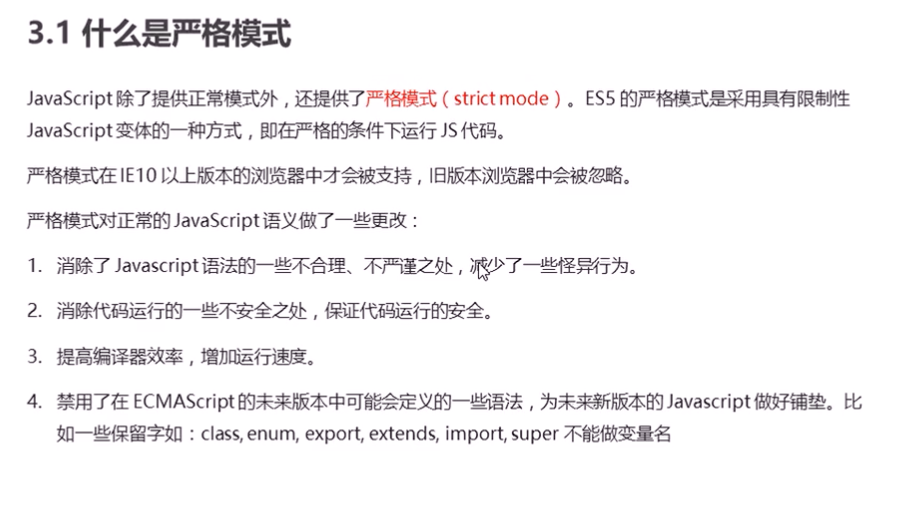 3.1 什么是严格模式
JavaScript 除了提供正常模式外，还提供了严格模式（strict mode）。ES5 的严格模式是采用具有限制性
JavaScript 变体的一种方式，即在严格的条件下运行 JS 代码。
严格模式在 IE10 以上版本的浏览器中才会被支持，旧版本浏览器中会被忽略。
严格模式对正常的 JavaScript 语义做了一些更改：
1. 消除了 Javascript 语法的一些不合理、不严谨之处，减少了一些怪异行为。
2. 消除代码运行的一些不安全之处，保证代码运行的安全。
3. 提高编译器效率，增加运行速度。
4. 禁用了在 ECMAScript 的未来版本中可能会定义的一些语法，为未来新版本的 Javascript 做好铺垫。比
如一些保留字如：class, enum, export, extends, import, super 不能做变量名